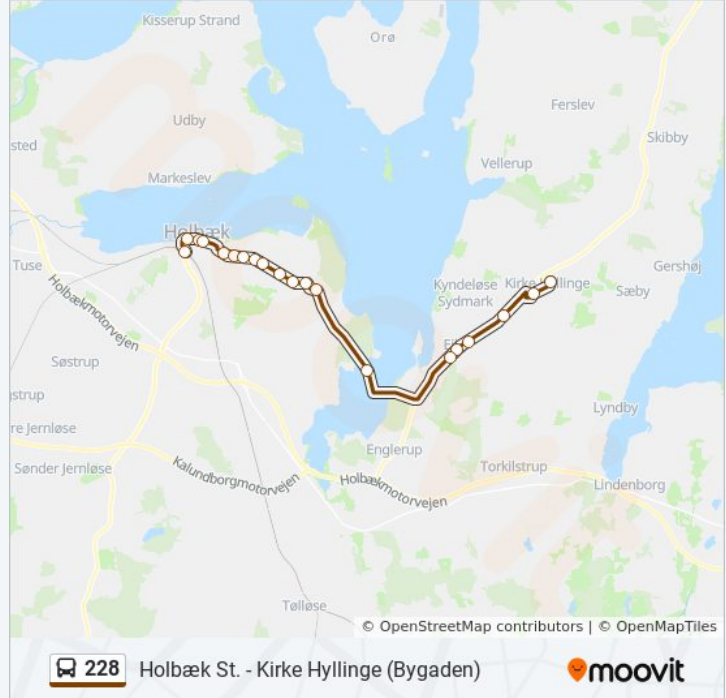 Kisserup Strand
Orø
Ferslev
Udby
Skibby
sted
Vellerup
Markeslev
Holbæk
Tuse
Gershøj
Kyndeløse
Sydmark
Sæby
Holbækmotorvejen
Søstrup
strup
Lyndby
re Jernløse
Englerup
Sønder Jernløse
Kalundborgmotorvejen
Holbækmotorvejen
Torkilstrup
Lindenborg
Tølløse
© OpenStreetMap contributors | © OpenMapTiles
228 Holbæk St. - Kirke Hyllinge (Bygaden) moovit